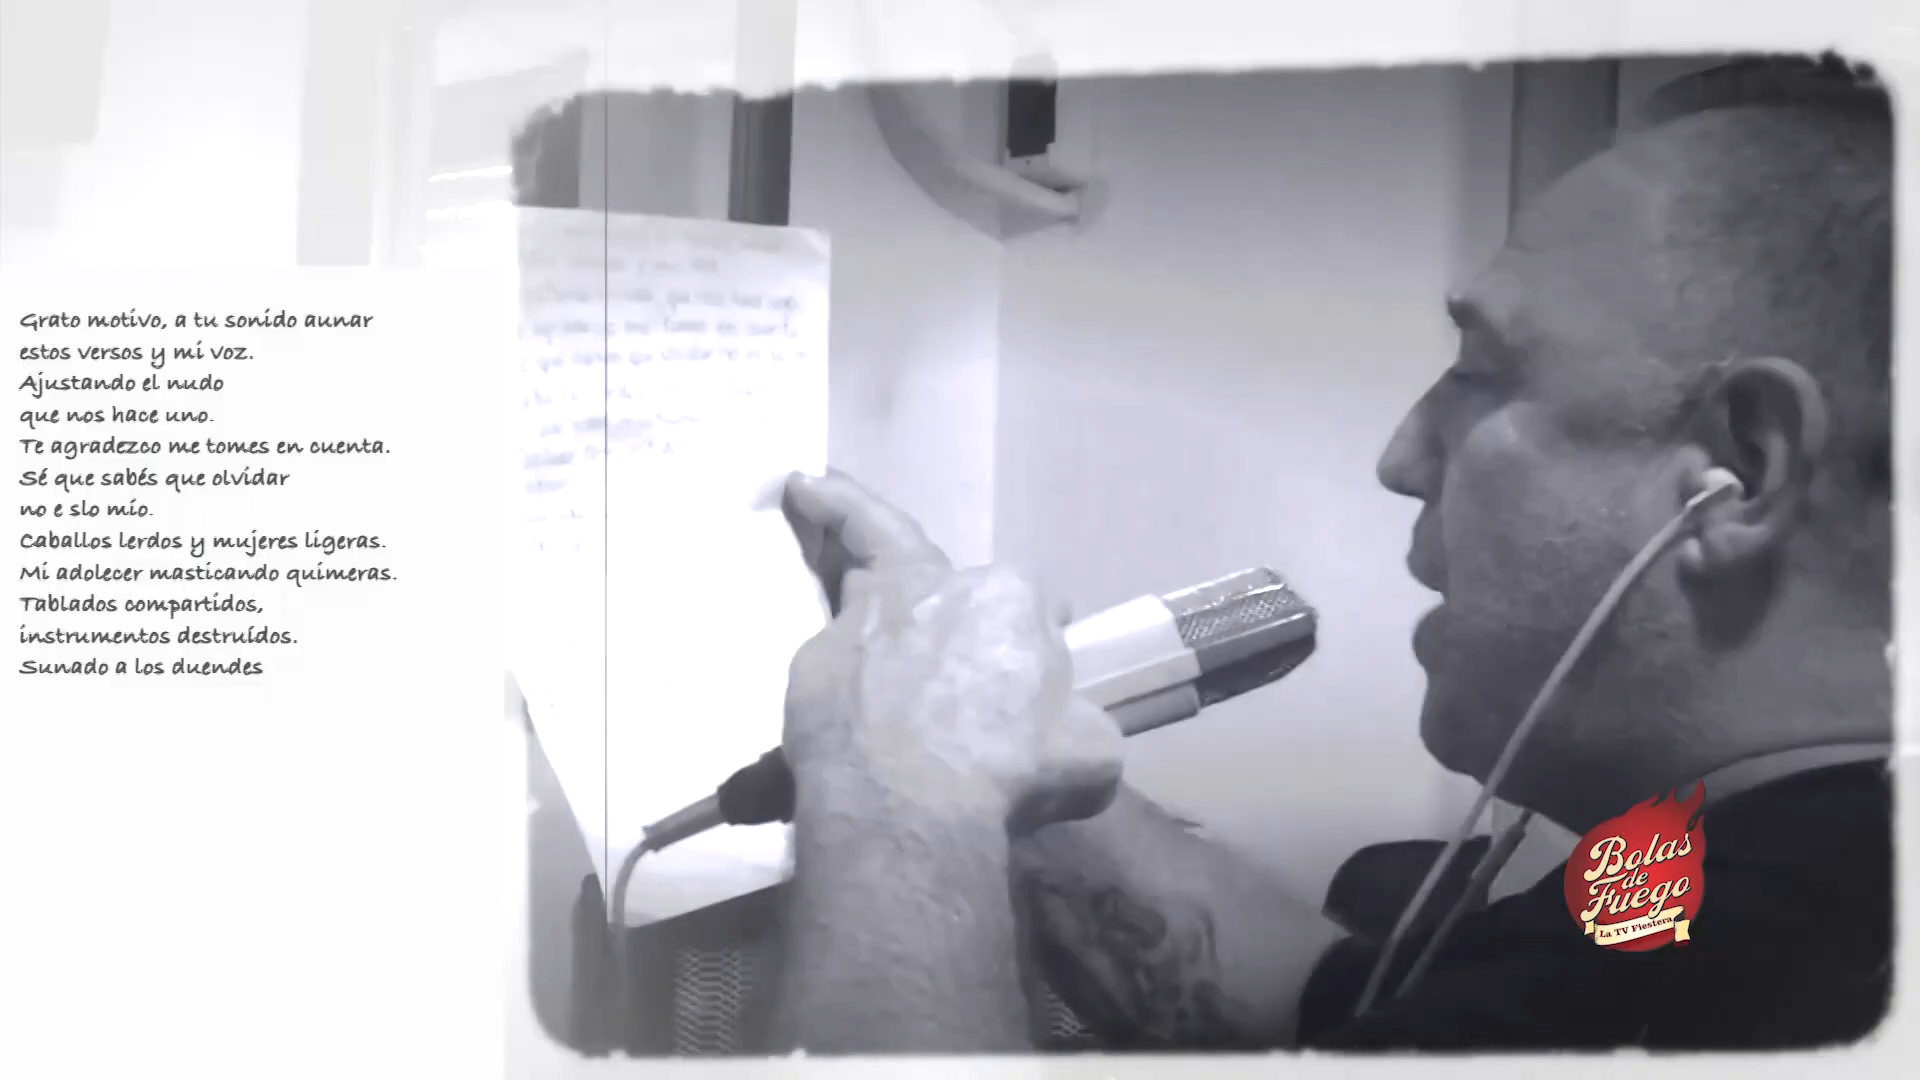 Grato motivo, a tu sonido aunar
estos versos y mi voz.
Ajustando el nudo
que nos hace uno.
Te agradezco me tomes en cuenta.
Sé que sabés que olvidar
no e slo mío.
Caballos lerdos y mujeres ligeras.
Mi adolecer masticando quimeras.
Tablados compartidos,
instrumentos destruídos.
Sunado a los duendes
Bolas
de
Fuego
La TV Fiestera